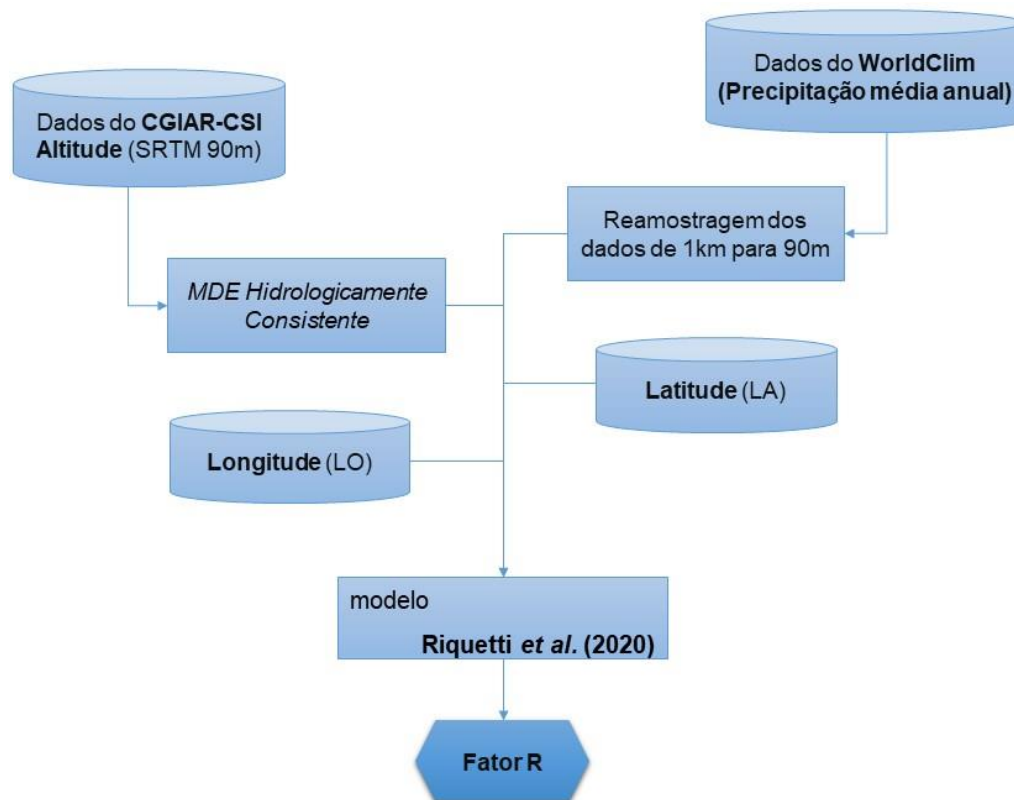 Dados do WorldClim
(Precipitação média anual)
Dados do CGIAR-CSI
Altitude (SRTM 90m)
Reamostragem dos
dados de 1km para 90m
MDE Hidrologicamente
Consistente
Latitude (LA)
Longitude (LO)
modelo
Riquetti et al. (2020)
Fator R